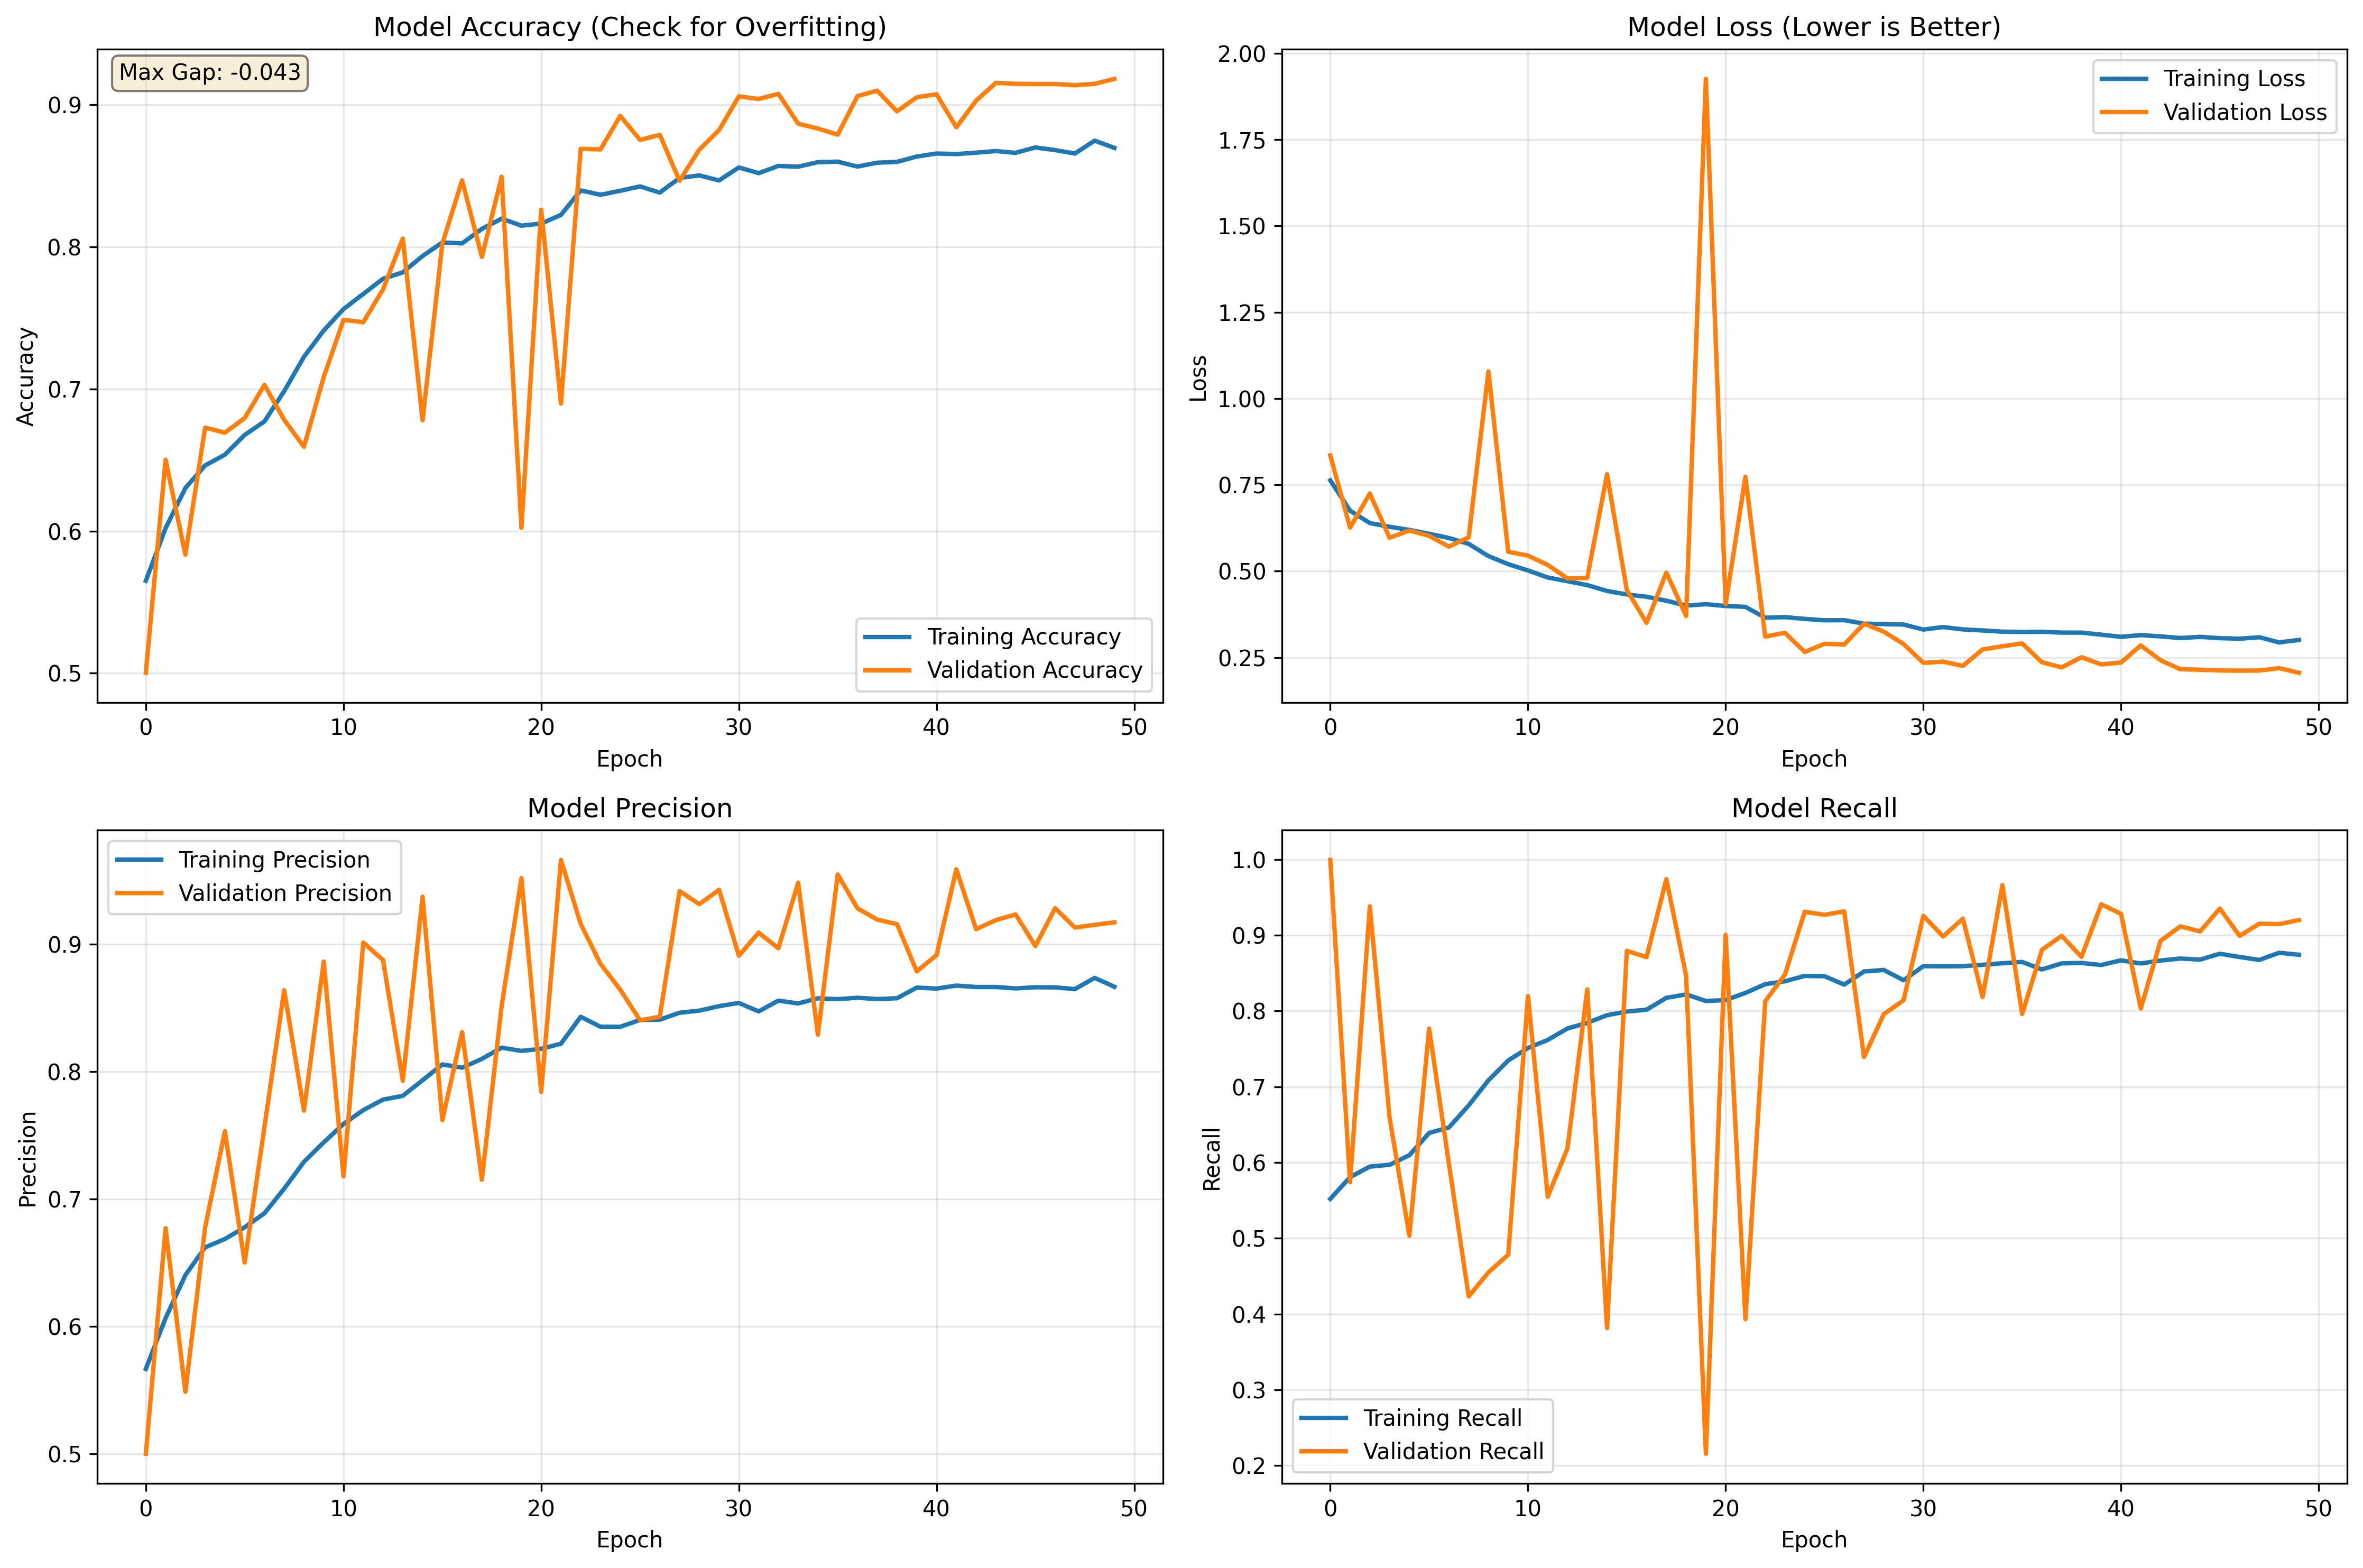 Model Accuracy (Check for Overfitting)
Max Gap: -0.043
0.9
0.8
0.7
0.6
0.5
Accuracy
Training Accuracy
Validation Accuracy
0 10 20 30 40 50
Epoch
Model Loss (Lower is Better)
2.00
1.75
1.50
1.25
1.00
0.75
0.50
0.25
Loss
Training Loss
Validation Loss
0 10 20 30 40 50
Epoch
Model Precision
Training Precision
Validation Precision
0.9
0.8
0.7
0.6
0.5
Precision
0 10 20 30 40 50
Epoch
Model Recall
1.0
0.9
0.8
0.7
0.6
0.5
0.4
0.3
0.2
Recall
Training Recall
Validation Recall
0 10 20 30 40 50
Epoch